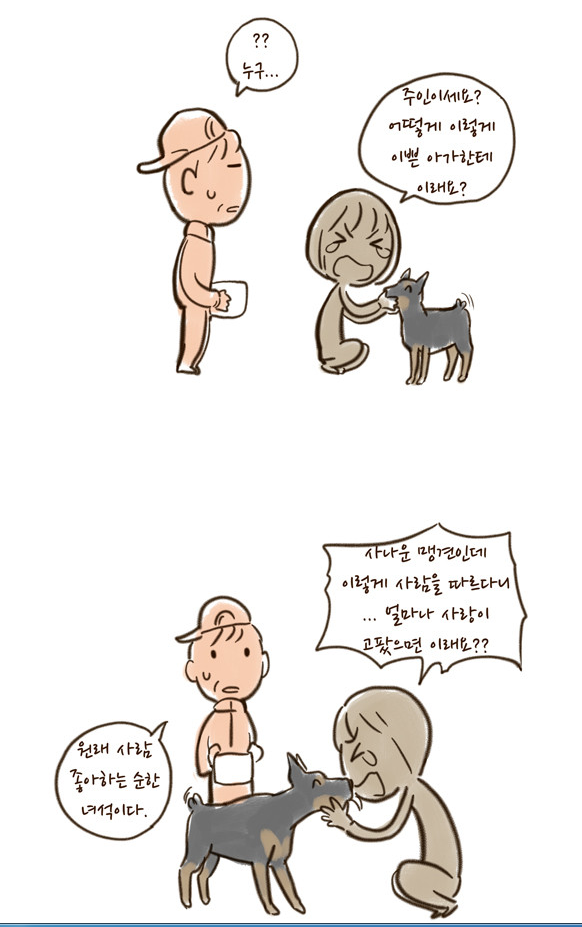 ??
누구...
주인이세요?
어떻게 이렇게
이쁜 아가한테
이래요?
사나운 맹견인데
이렇게 사람을 따르다니
... 얼마나 사랑이
고팠으면 이래요??
원래 사람
좋아하는 순한
녀석이다.